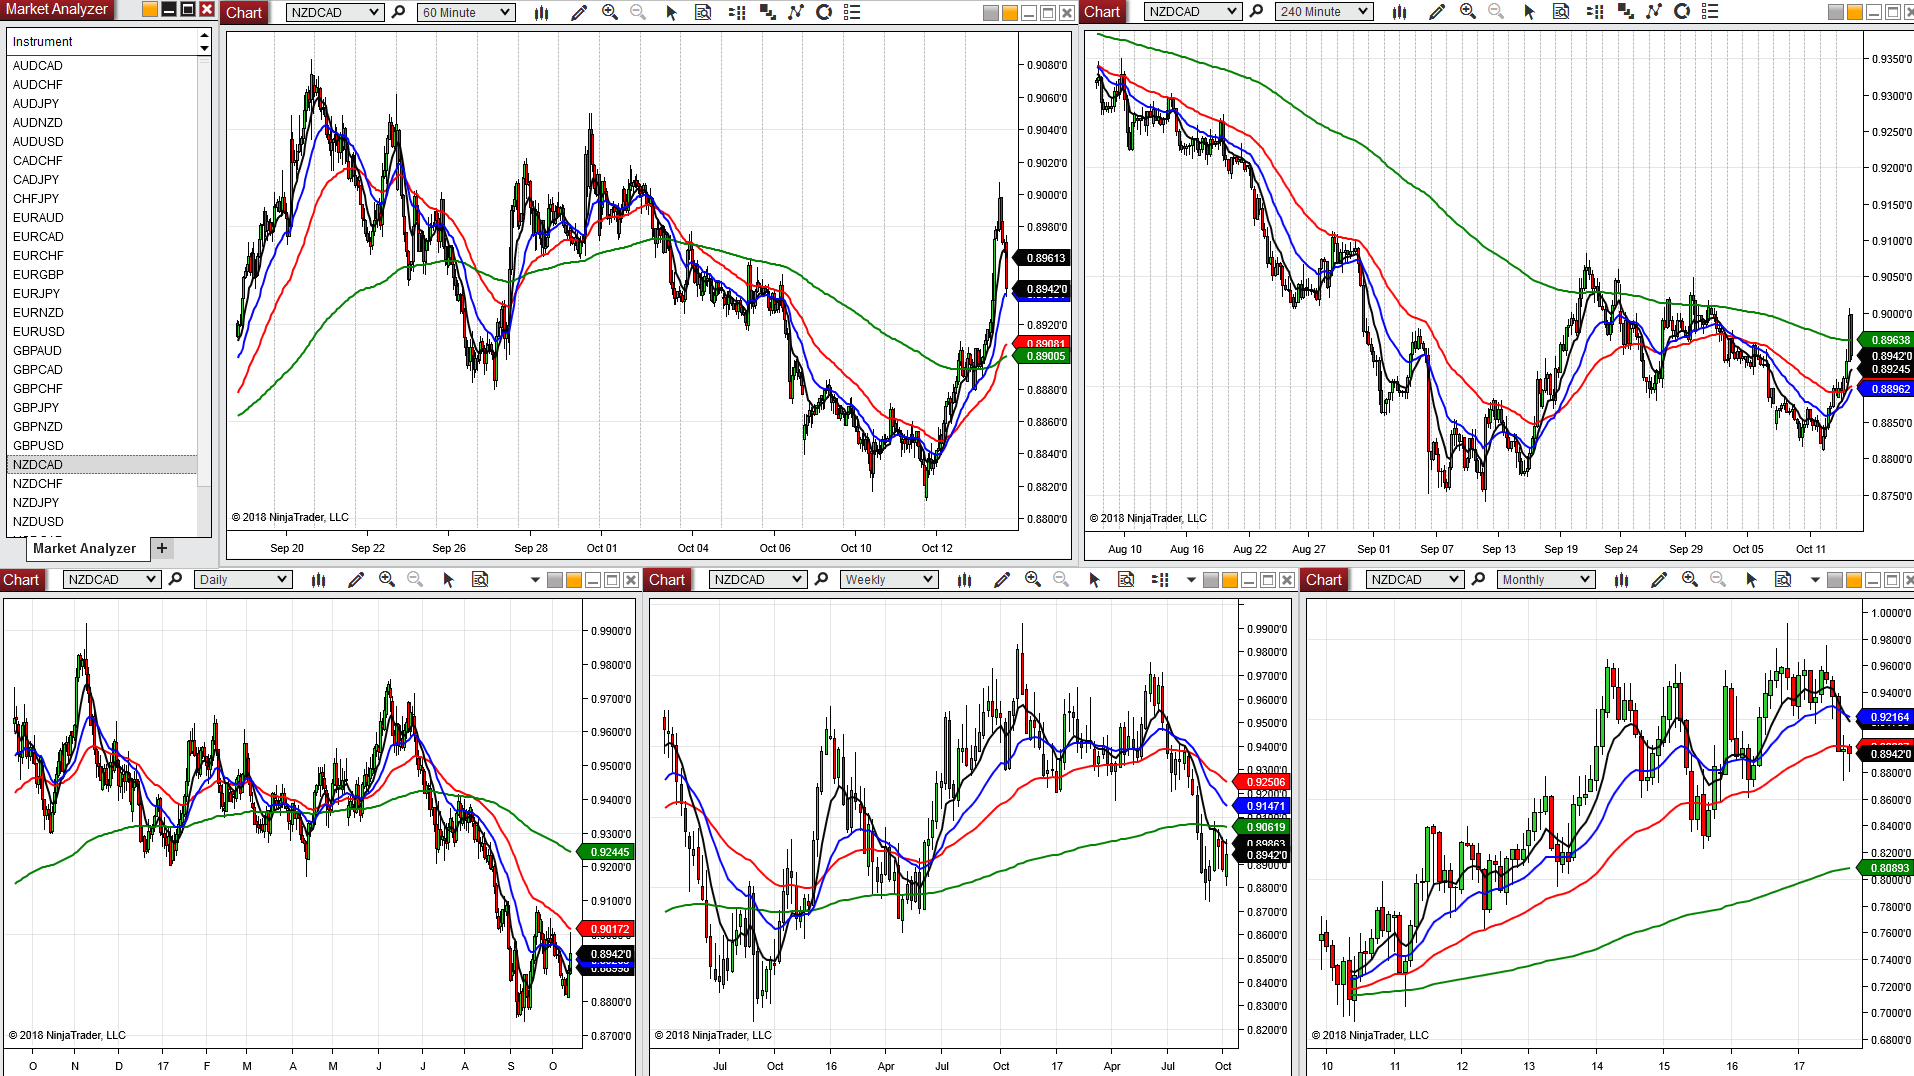 Market Analyzer
Instrument
AUDCAD
AUDCHF
AUDJPY
AUDNZD
AUDUSD
CADCHF
CADJPY
CHFJPY
EURAUD
EURCAD
EURCHF
EURGBP
EURJPY
EURNZD
EURUSD
GBPAUD
GBPCAD
GBPCHF
GBPJPY
GBPNZD
GBPUSD
NZDCAD
NZDCHF
NZDJPY
NZDUSD
Market Analyzer +
Chart NZDCAD 60 Minute
0.9080'0
0.9060'0
0.9040'0
0.9020'0
0.9000'0
0.8980'0
0.89613
0.8942'0
0.8920'0
0.89081
0.89005
0.8880'0
0.8860'0
0.8840'0
0.8820'0
0.8800'0
© 2018 NinjaTrader, LLC
Sep 20 Sep 22 Sep 26 Sep 28 Oct 01 Oct 04 Oct 06 Oct 10 Oct 12
Chart NZDCAD 240 Minute
0.9350'0
0.9300'0
0.9250'0
0.9200'0
0.9150'0
0.9100'0
0.9050'0
0.9000'0
0.89638
0.8942'0
0.89245
0.88962
0.8850'0
0.8800'0
0.8750'0
© 2018 NinjaTrader, LLC
Aug 10 Aug 16 Aug 22 Aug 27 Sep 01 Sep 07 Sep 13 Sep 19 Sep 24 Sep 29 Oct 05 Oct 11
Chart NZDCAD Daily
0.9900'0
0.9800'0
0.9700'0
0.9600'0
0.9500'0
0.9400'0
0.9300'0
0.92445
0.9200'0
0.9100'0
0.90172
0.8942'0
0.8800'0
0.8700'0
© 2018 NinjaTrader, LLC
O N D 17 F M A M J J A S O
Chart NZDCAD Weekly
0.9900'0
0.9800'0
0.9700'0
0.9600'0
0.9500'0
0.9400'0
0.9300'0
0.92506
0.91471
0.90619
0.89863
0.8942'0
0.8900'0
0.8800'0
0.8700'0
0.8600'0
0.8500'0
0.8400'0
0.8300'0
0.8200'0
© 2018 NinjaTrader, LLC
Jul Oct 16 Apr Jul Oct 17 Apr Jul Oct
Chart NZDCAD Monthly
1.0000'0
0.9800'0
0.9600'0
0.9400'0
0.92164
0.8942'0
0.8800'0
0.8600'0
0.8400'0
0.8200'0
0.80893
0.8000'0
0.7800'0
0.7600'0
0.7400'0
0.7200'0
0.7000'0
0.6800'0
© 2018 NinjaTrader, LLC
10 11 12 13 14 15 16 17